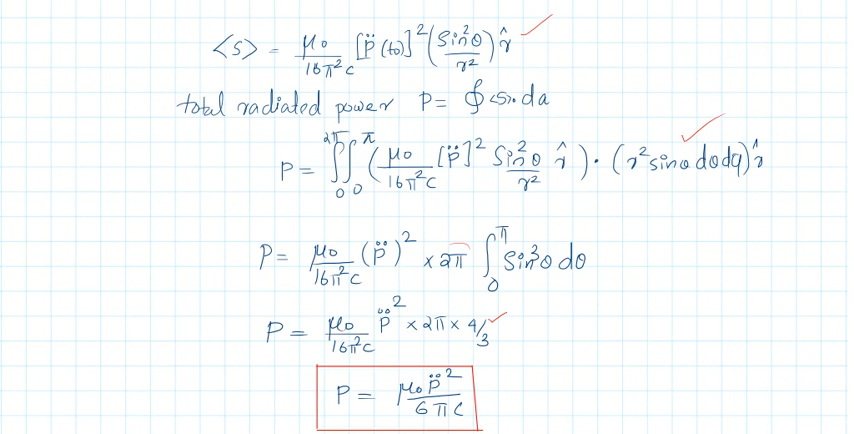 <S> = μ₀/16π²c [p̈(t₀)]² (Sin²θ/r²) r̂
total radiated power P = ∮<S>. da
P = ∫₀^2π ∫₀^π (μ₀/16π²c [p̈]² Sin²θ/r² r̂) · (r² sinθ dθdφ) r̂
P = μ₀/16π²c (p̈)² × 2π ∫₀^π Sin³θ dθ
P = μ₀/16π²c p̈² × 2π × 4/3
P = μ₀p̈²/6πc